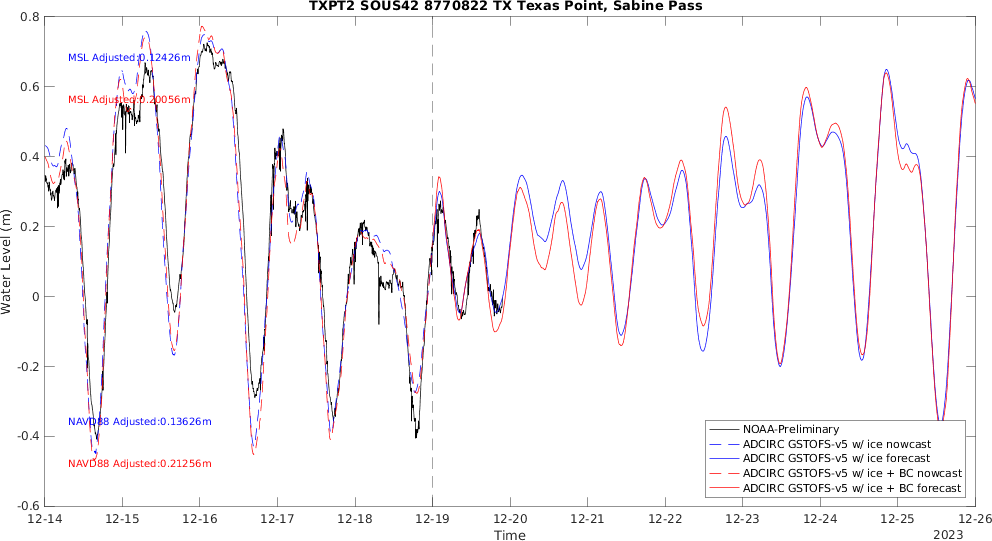 TXPT2 SOUS42 8770822 TX Texas Point, Sabine Pass
0.8
0.6
0.4
0.2
0
-0.2
-0.4
-0.6
Water Level (m)
MSL Adjusted:0.12426m
MSL Adjusted:0.20056m
NAVD88 Adjusted:0.13626m
NAVD88 Adjusted:0.21256m
NOAA-Preliminary
ADCIRC GSTOFS-v5 w/ ice nowcast
ADCIRC GSTOFS-v5 w/ ice forecast
ADCIRC GSTOFS-v5 w/ ice + BC nowcast
ADCIRC GSTOFS-v5 w/ ice + BC forecast
12-14 12-15 12-16 12-17 12-18 12-19 12-20 12-21 12-22 12-23 12-24 12-25 12-26
Time
2023